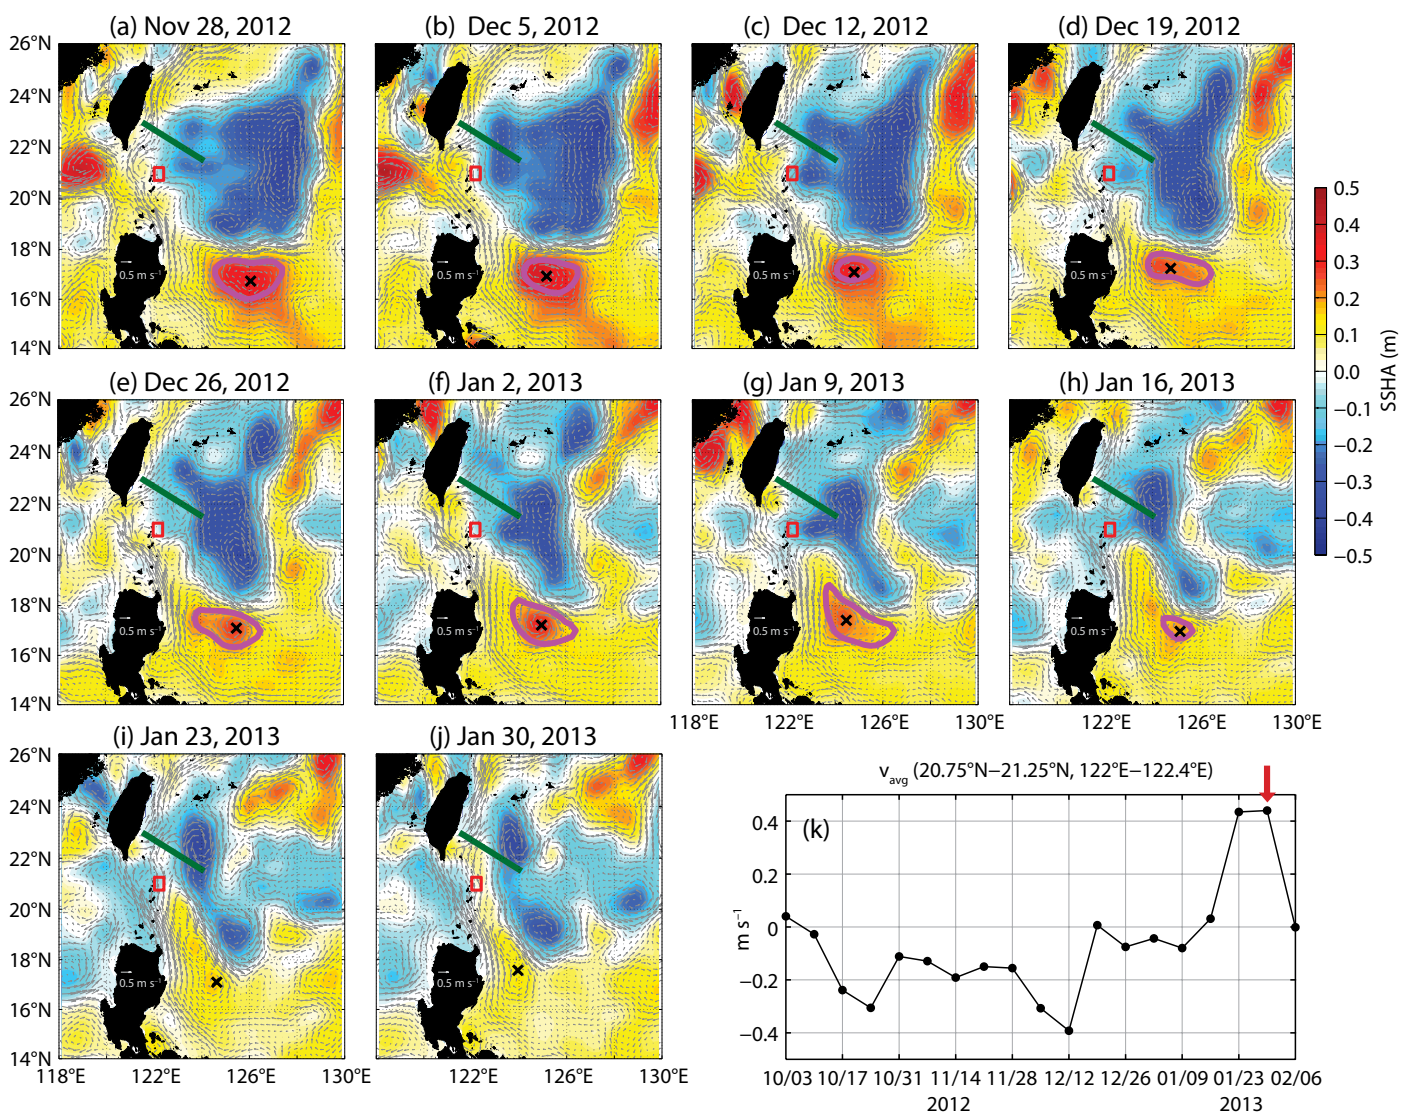 (a) Nov 28, 2012
(b) Dec 5, 2012
(c) Dec 12, 2012
(d) Dec 19, 2012
26°N
24°N
22°N
20°N
18°N
16°N
14°N
0.5 m s⁻¹
0.5 m s⁻¹
0.5 m s⁻¹
0.5 m s⁻¹
0.5
0.4
0.3
0.2
0.1
0.0
−0.1
−0.2
−0.3
−0.4
−0.5
SSHA (m)
(e) Dec 26, 2012
(f) Jan 2, 2013
(g) Jan 9, 2013
(h) Jan 16, 2013
26°N
24°N
22°N
20°N
18°N
16°N
14°N
0.5 m s⁻¹
0.5 m s⁻¹
0.5 m s⁻¹
0.5 m s⁻¹
118°E 122°E 126°E 122°E 126°E 130°E
(i) Jan 23, 2013
(j) Jan 30, 2013
26°N
24°N
22°N
20°N
18°N
16°N
14°N
0.5 m s⁻¹
0.5 m s⁻¹
118°E 122°E 126°E 122°E 126°E 130°E
v_avg (20.75°N−21.25°N, 122°E−122.4°E)
(k)
0.4
0.2
0
−0.2
−0.4
m s⁻¹
10/03 10/17 10/31 11/14 11/28 12/12 12/26 01/09 01/23 02/06
2012 2013